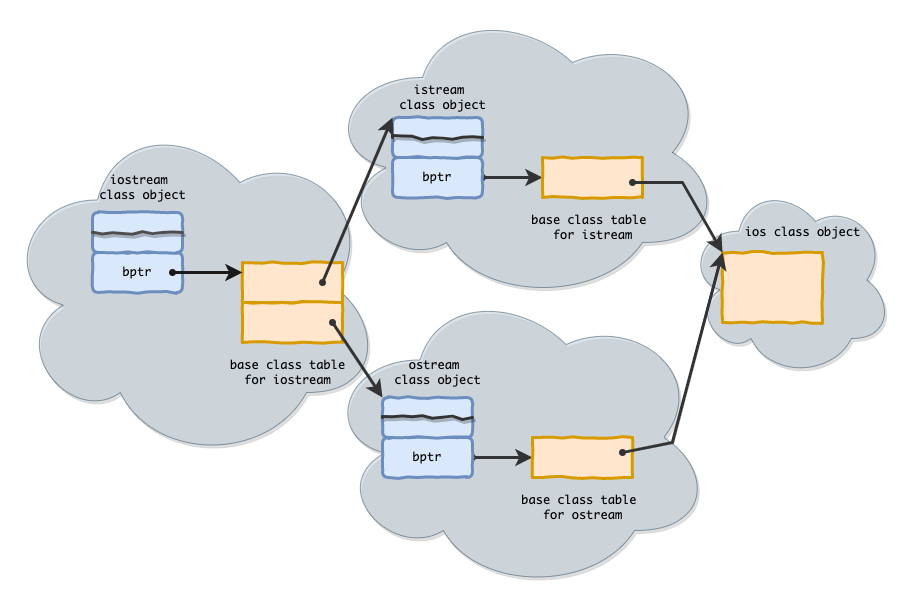 iostream
class object
bptr
base class table
for iostream
istream
class object
bptr
base class table
for istream
ostream
class object
bptr
base class table
for ostream
ios class object